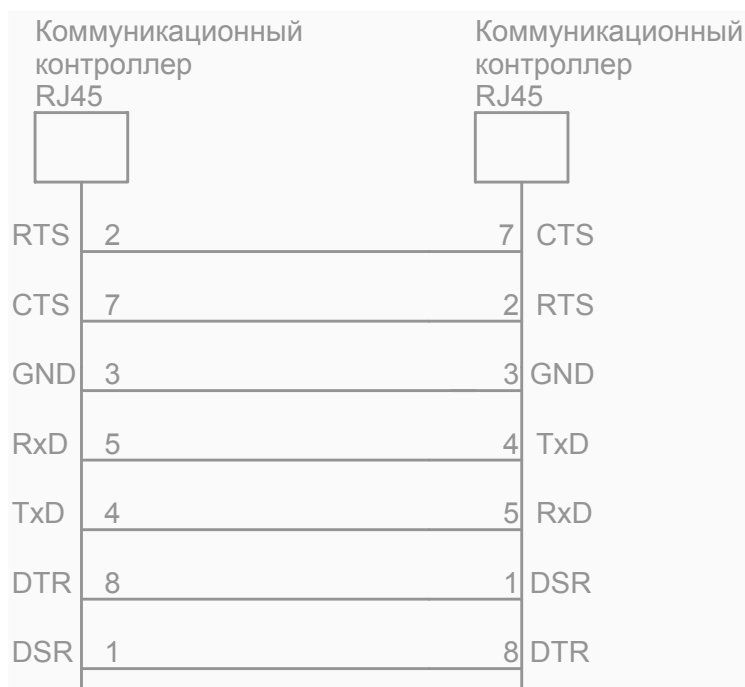 Коммуникационный
контроллер
RJ45
Коммуникационный
контроллер
RJ45
RTS 2 7 CTS
CTS 7 2 RTS
GND 3 3 GND
RxD 5 4 TxD
TxD 4 5 RxD
DTR 8 1 DSR
DSR 1 8 DTR